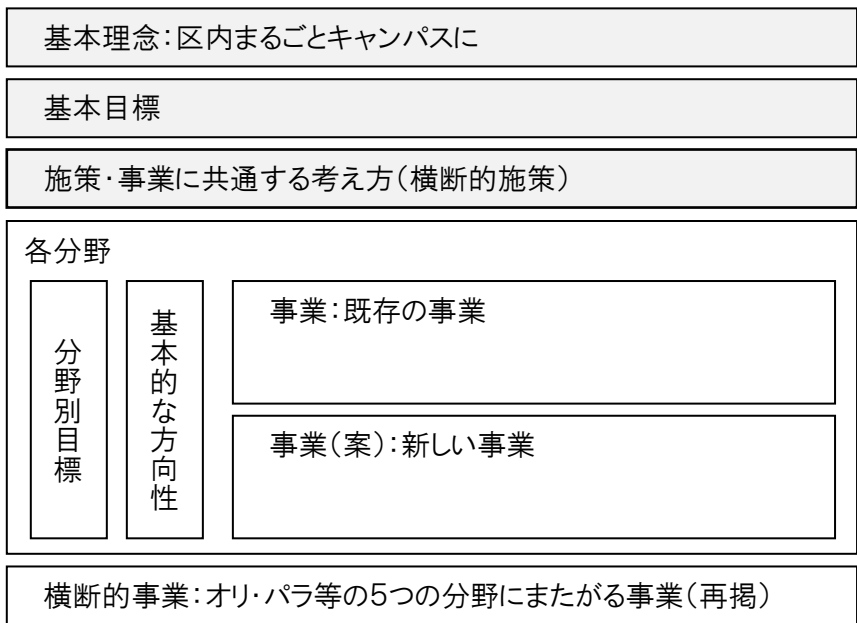 基本理念：区内まるごとキャンパスに
基本目標
施策・事業に共通する考え方（横断的施策）
各分野
分野別目標
基本的な方向性
事業：既存の事業
事業（案）：新しい事業
横断的事業：オリ・パラ等の5つの分野にまたがる事業（再掲）